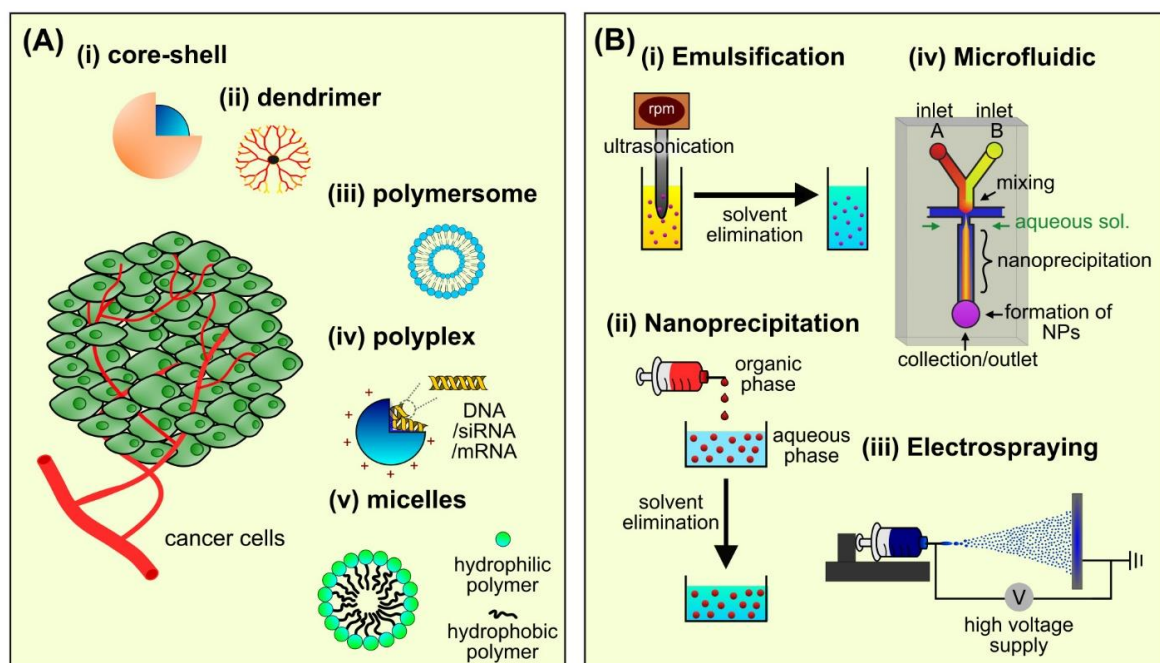 (A)
(i) core-shell
(ii) dendrimer
(iii) polymersome
(iv) polyplex
DNA
/siRNA
/mRNA
+
+
+
+
+
+
+
+
(v) micelles
cancer cells
hydrophilic
polymer
hydrophobic
polymer
(B)
(i) Emulsification
rpm
ultrasonication
solvent
elimination
(iv) Microfluidic
inlet inlet
A B
mixing
aqueous sol.
nanoprecipitation
formation of
NPs
collection/outlet
(ii) Nanoprecipitation
organic
phase
aqueous
phase
solvent
elimination
(iii) Electrospraying
V
high voltage
supply